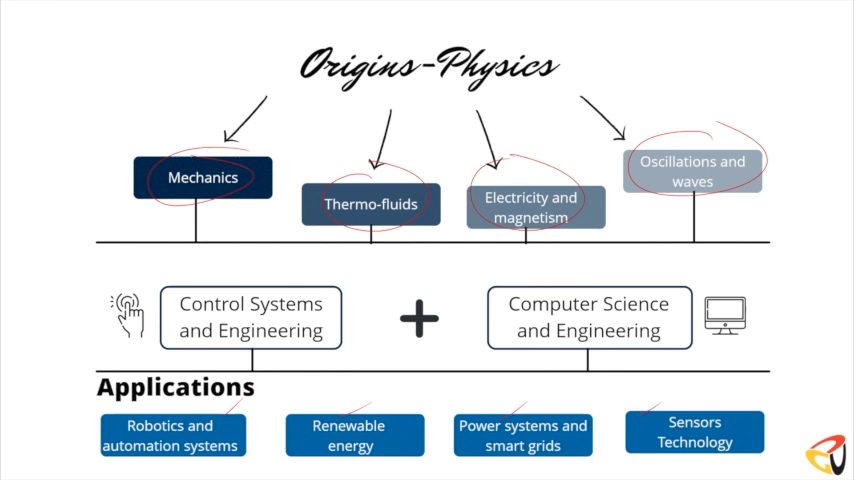 Origins-Physics
Mechanics
Thermo-fluids
Electricity and
magnetism
Oscillations and
waves
Control Systems
and Engineering
Computer Science
and Engineering
Applications
Robotics and
automation systems
Renewable
energy
Power systems and
smart grids
Sensors
Technology